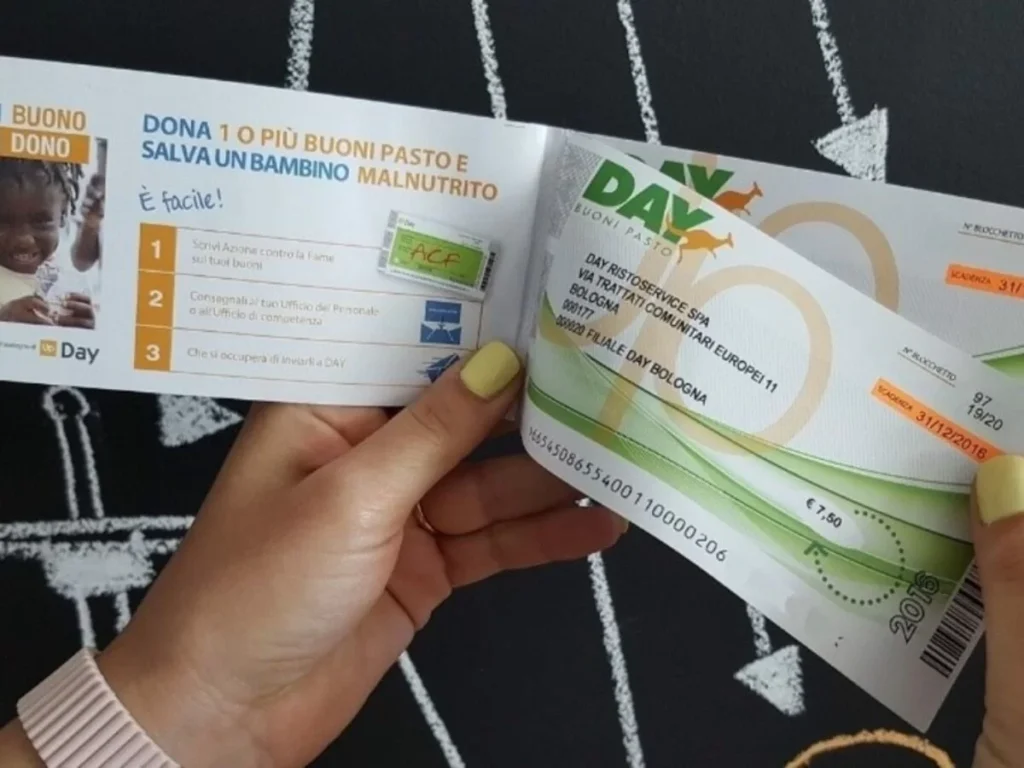 BUONO
DONO
DONA 1 O PIÙ BUONI PASTO E
SALVA UN BAMBINO MALNUTRITO
È facile!
1
Scrivi Azione contro la Fame
sui tuoi buoni
ACF
2
Consegnali al tuo Ufficio del Personale
o all'Ufficio di competenza
3
Che si occuperà di inviarli a DAY
Up Day
DAY
N° BLOCCHETTO
SCADENZA 31/1
DAY
BUONI PASTO
DAY RISTOSERVICE SPA
VIA TRATTATI COMUNITARI EUROPEI 11
BOLOGNA
000177
000020 FILIALE DAY BOLOGNA
N° BLOCCHETTO
97
19/20
SCADENZA 31/12/2016
€ 7,50
2016